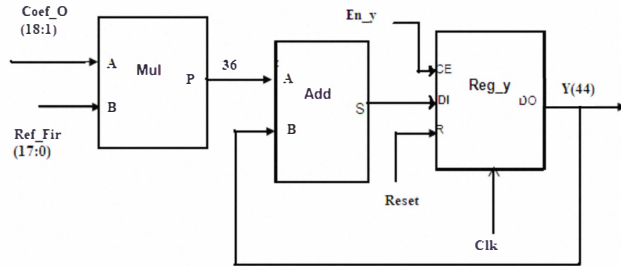 Coef_O
(18:1)
A
Mul
P
B
Ref_Fir
(17:0)
36
A
Add
S
B
En_y
CE
Reg_y
DI
DO
R
Y(44)
Reset
Clk